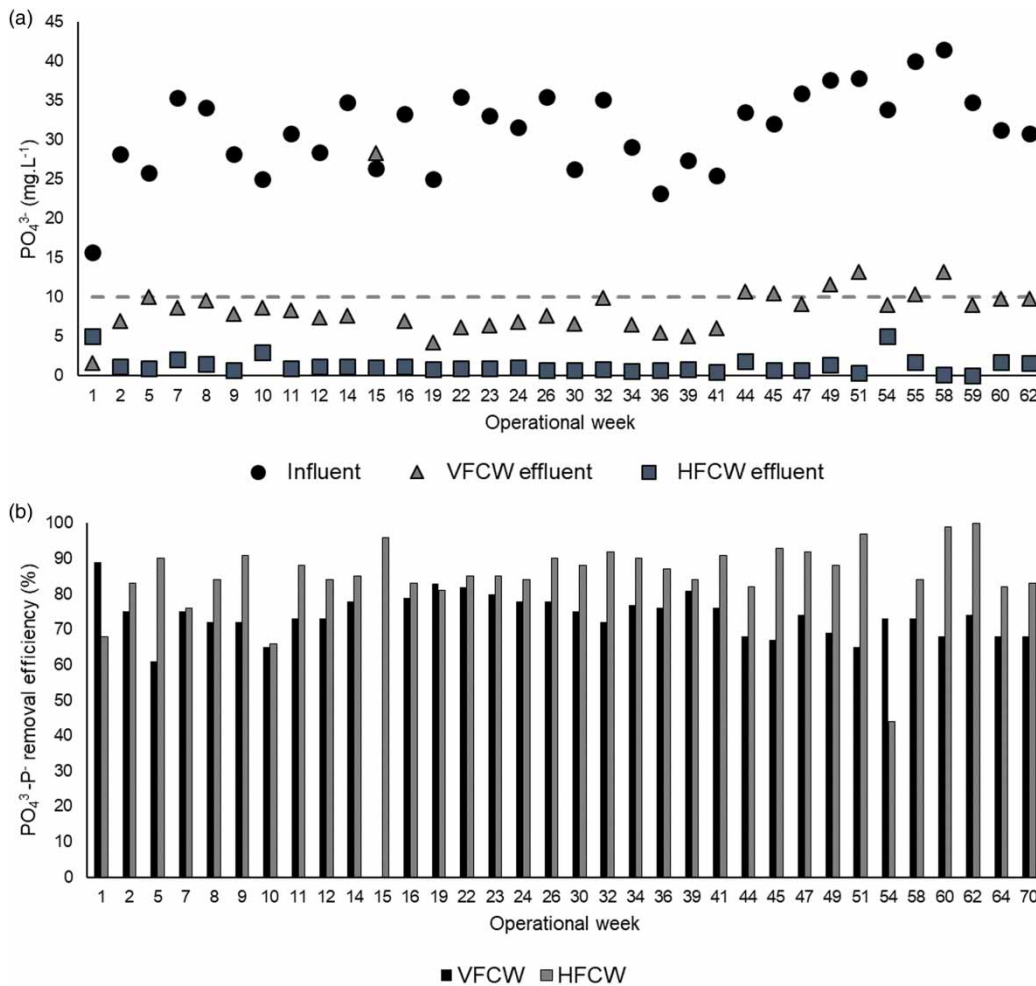 (a)
45
40
35
30
25
20
15
10
5
0
PO₄³⁻ (mg.L⁻¹)
1 2 5 7 8 9 10 11 12 14 15 16 19 22 23 24 26 30 32 34 36 39 41 44 45 47 49 51 54 55 58 59 60 62
Operational week
Influent VFCW effluent HFCW effluent
(b)
100
90
80
70
60
50
40
30
20
10
0
PO₄³-P⁻ removal efficiency (%)
1 2 5 7 8 9 10 11 12 14 15 16 19 22 23 24 26 30 32 34 36 39 41 44 45 47 49 51 54 58 60 62 64 70
Operational week
VFCW HFCW